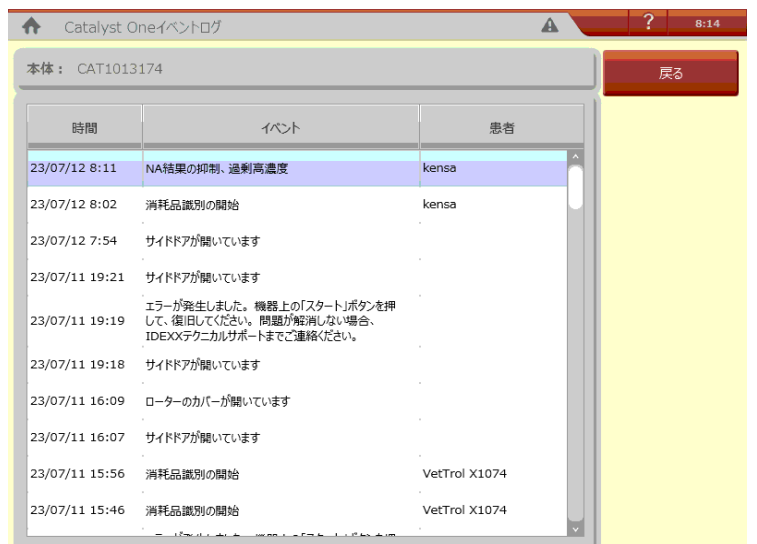 Catalyst Oneイベントログ
? 8:14
本体： CAT1013174
戻る
時間 イベント 患者
23/07/12 8:11 NA結果の抑制、過剰高濃度 kensa
23/07/12 8:02 消耗品識別の開始 kensa
23/07/12 7:54 サイドドアが開いています
23/07/11 19:21 サイドドアが開いています
エラーが発生しました。機器上の「スタート」ボタンを押
23/07/11 19:19 して、復旧してください。問題が解消しない場合、
IDEXXテクニカルサポートまでご連絡ください。
23/07/11 19:18 サイドドアが開いています
23/07/11 16:09 ローターのカバーが開いています
23/07/11 16:07 サイドドアが開いています
23/07/11 15:56 消耗品識別の開始 VetTrol X1074
23/07/11 15:46 消耗品識別の開始 VetTrol X1074